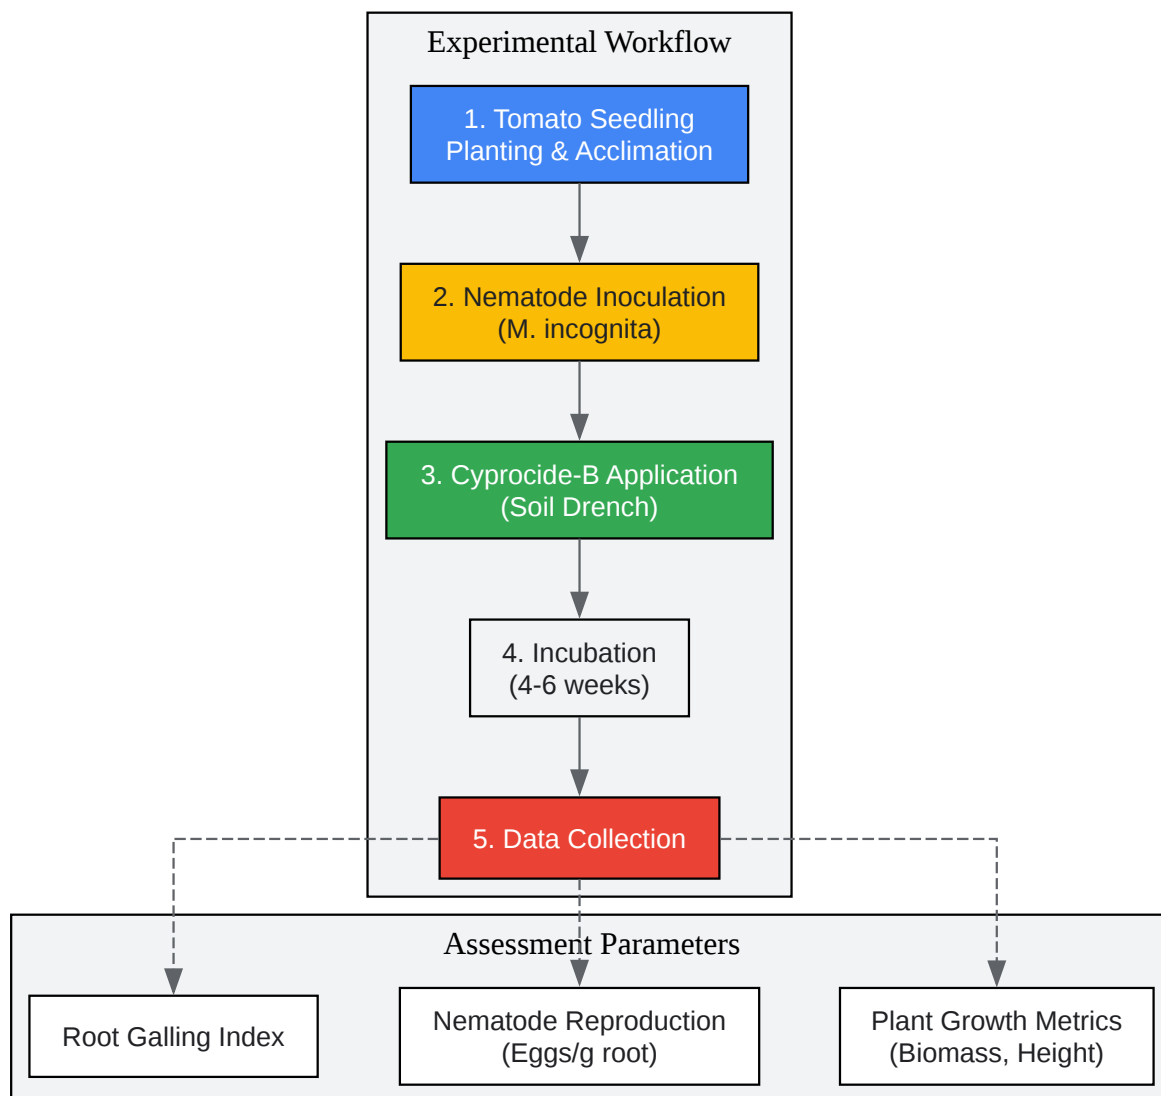 Experimental Workflow
1. Tomato Seedling
Planting & Acclimation
2. Nematode Inoculation
(M. incognita)
3. Cyprocide-B Application
(Soil Drench)
4. Incubation
(4-6 weeks)
5. Data Collection
Assessment Parameters
Root Galling Index
Nematode Reproduction
(Eggs/g root)
Plant Growth Metrics
(Biomass, Height)